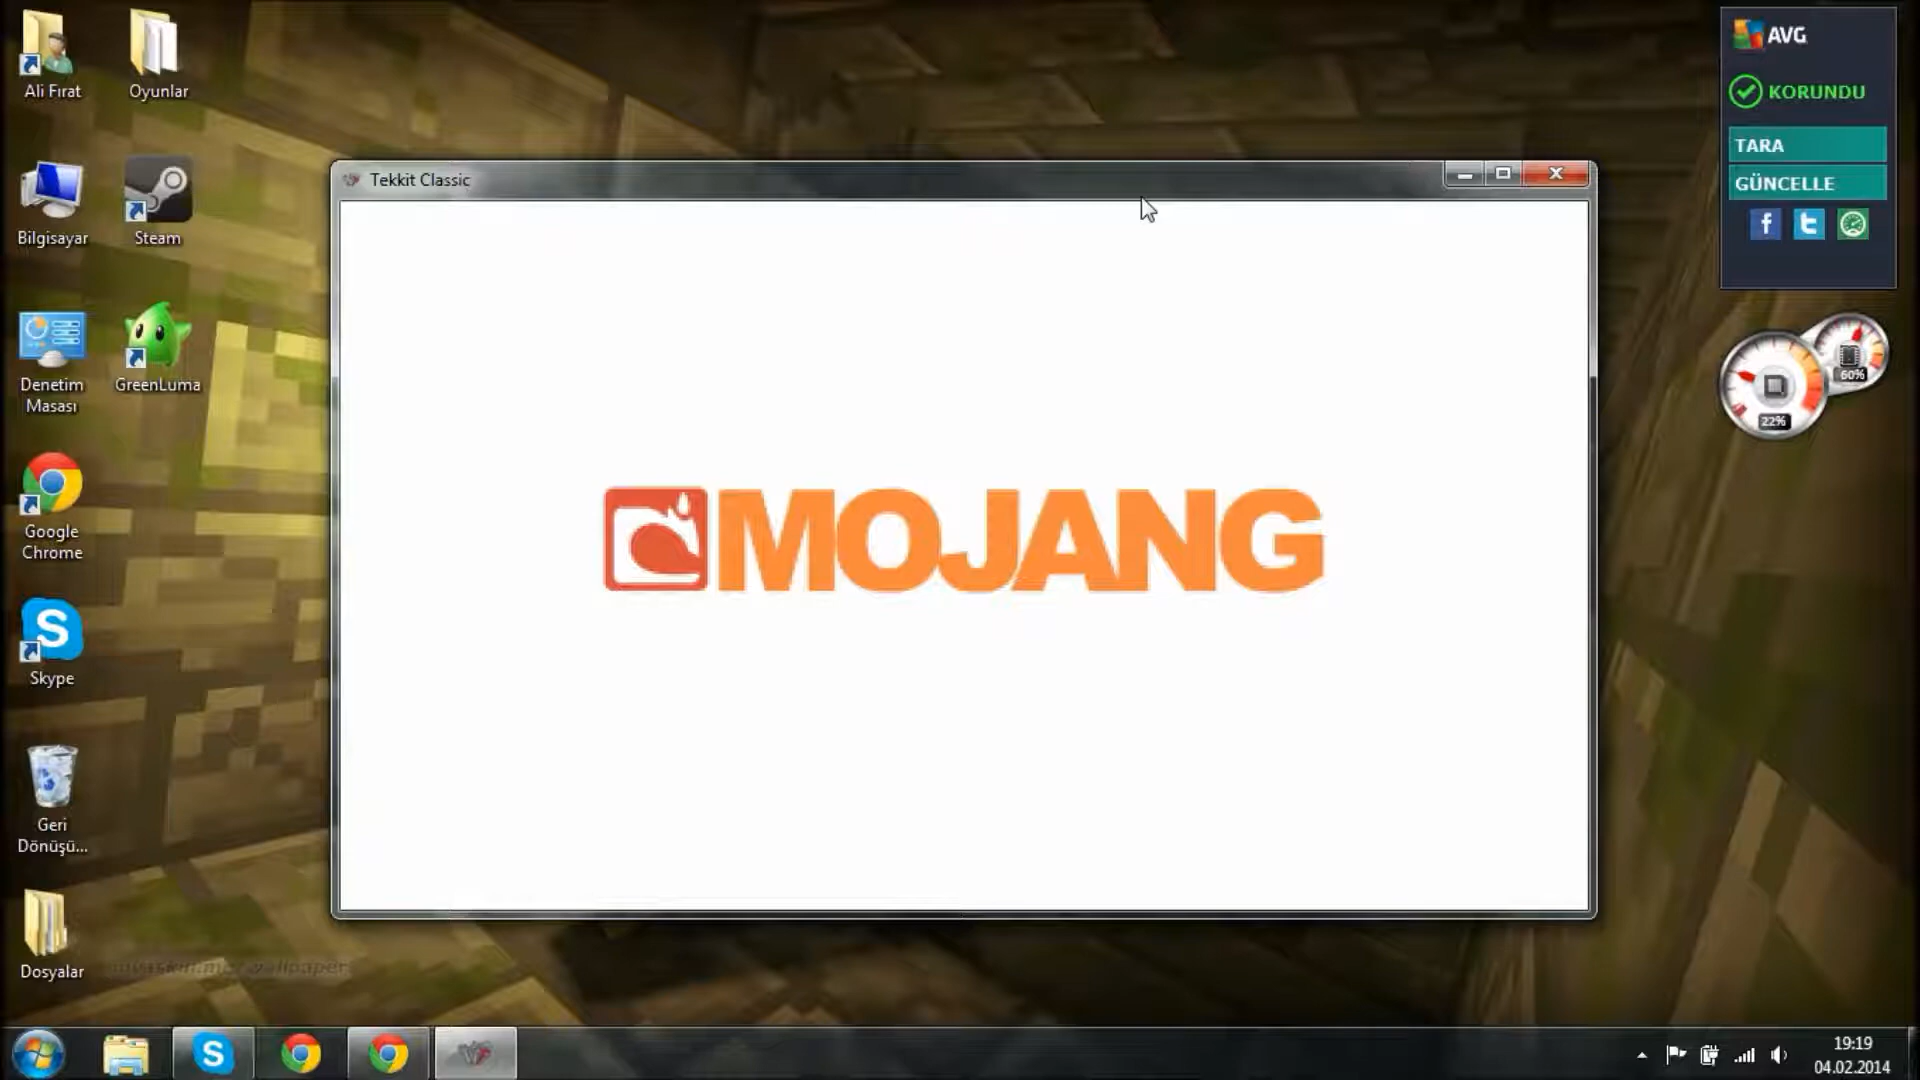 Ali Fırat
Oyunlar
Bilgisayar
Steam
Denetim
Masası
GreenLuma
Google
Chrome
Skype
Geri
Dönüşü...
Dosyalar
Tekkit Classic
MOJANG
AVG
KORUNDU
TARA
GÜNCELLE
60%
22%
19:19
04.02.2014